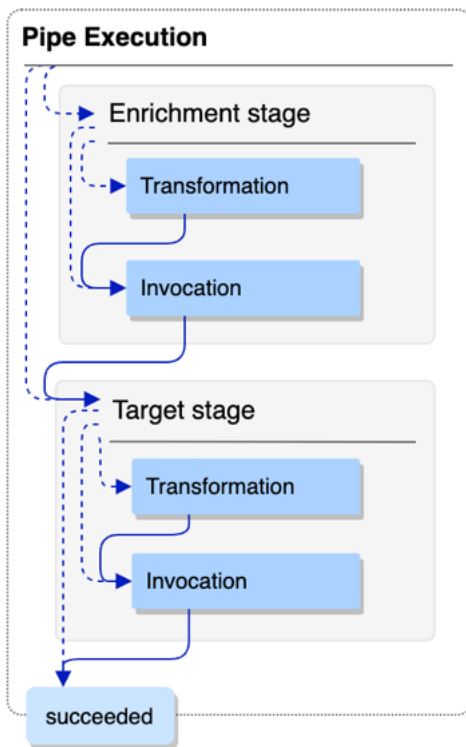 Pipe Execution
Enrichment stage
Transformation
Invocation
Target stage
Transformation
Invocation
succeeded